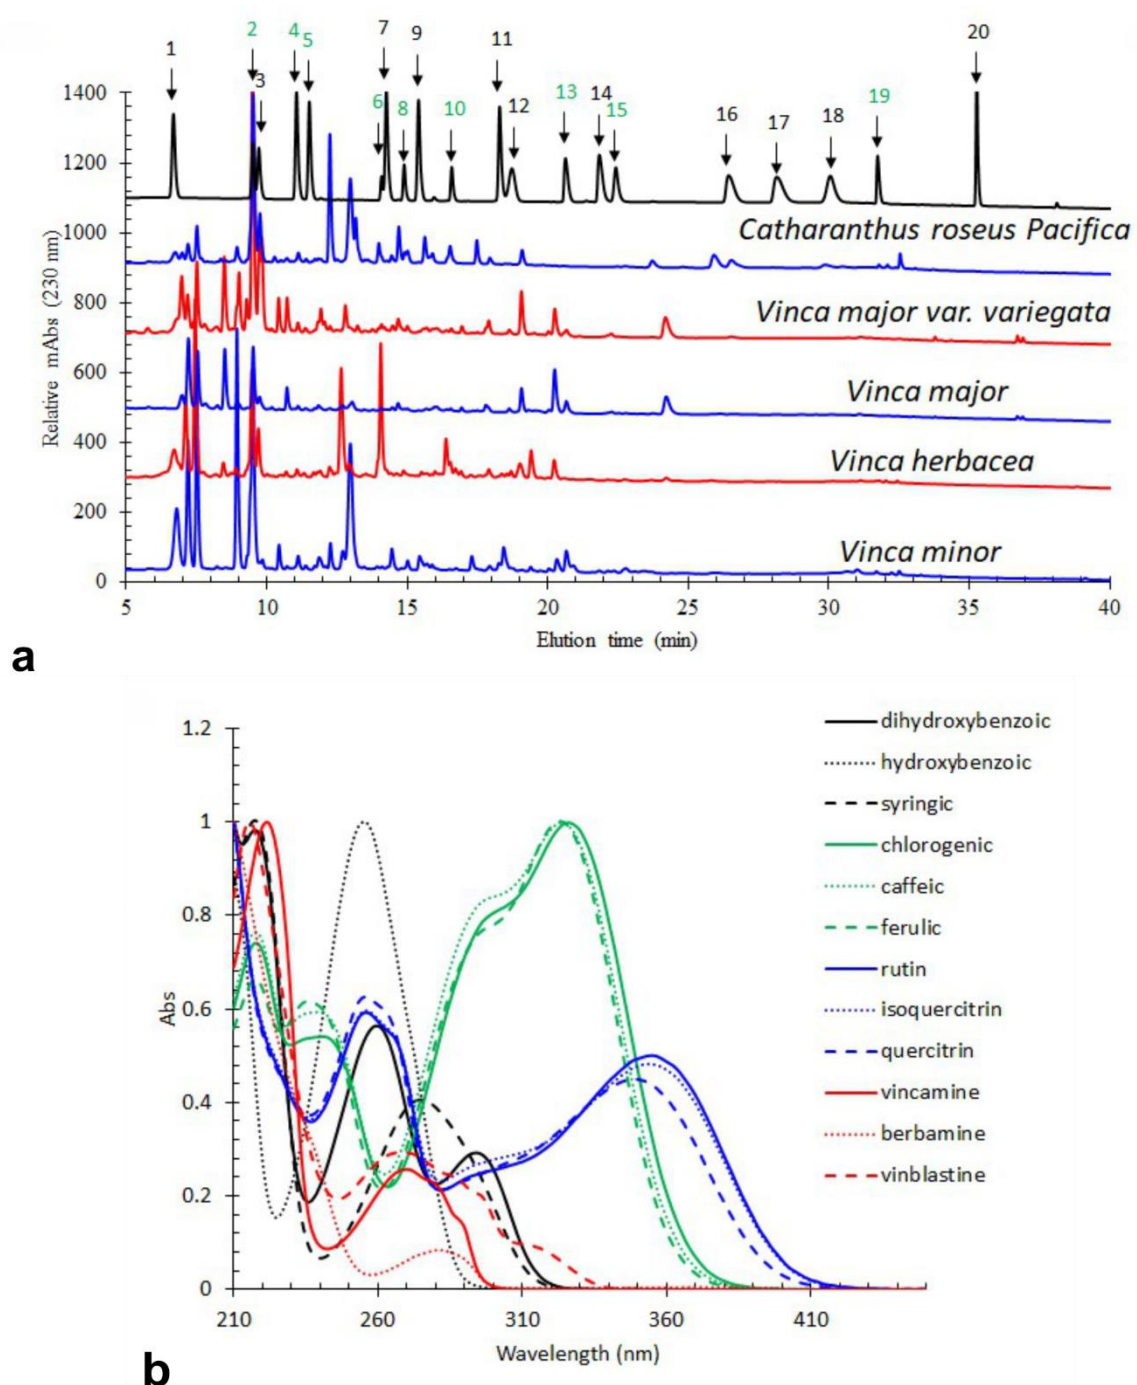 7 9 11 20
2 4 5
1
3
6 8 10 12 13 14 15 16 17 18 19
1400
1200
1000
800
600
400
200
0
Relative mAbs (230 nm)
Catharanthus roseus Pacifica
Vinca major var. variegata
Vinca major
Vinca herbacea
Vinca minor
5 10 15 20 25 30 35 40
Elution time (min)
a
1.2
1
0.8
0.6
0.4
0.2
0
Abs
dihydroxybenzoic
hydroxybenzoic
syringic
chlorogenic
caffeic
ferulic
rutin
isoquercitrin
quercitrin
vincamine
berbamine
vinblastine
210 260 310 360 410
Wavelength (nm)
b